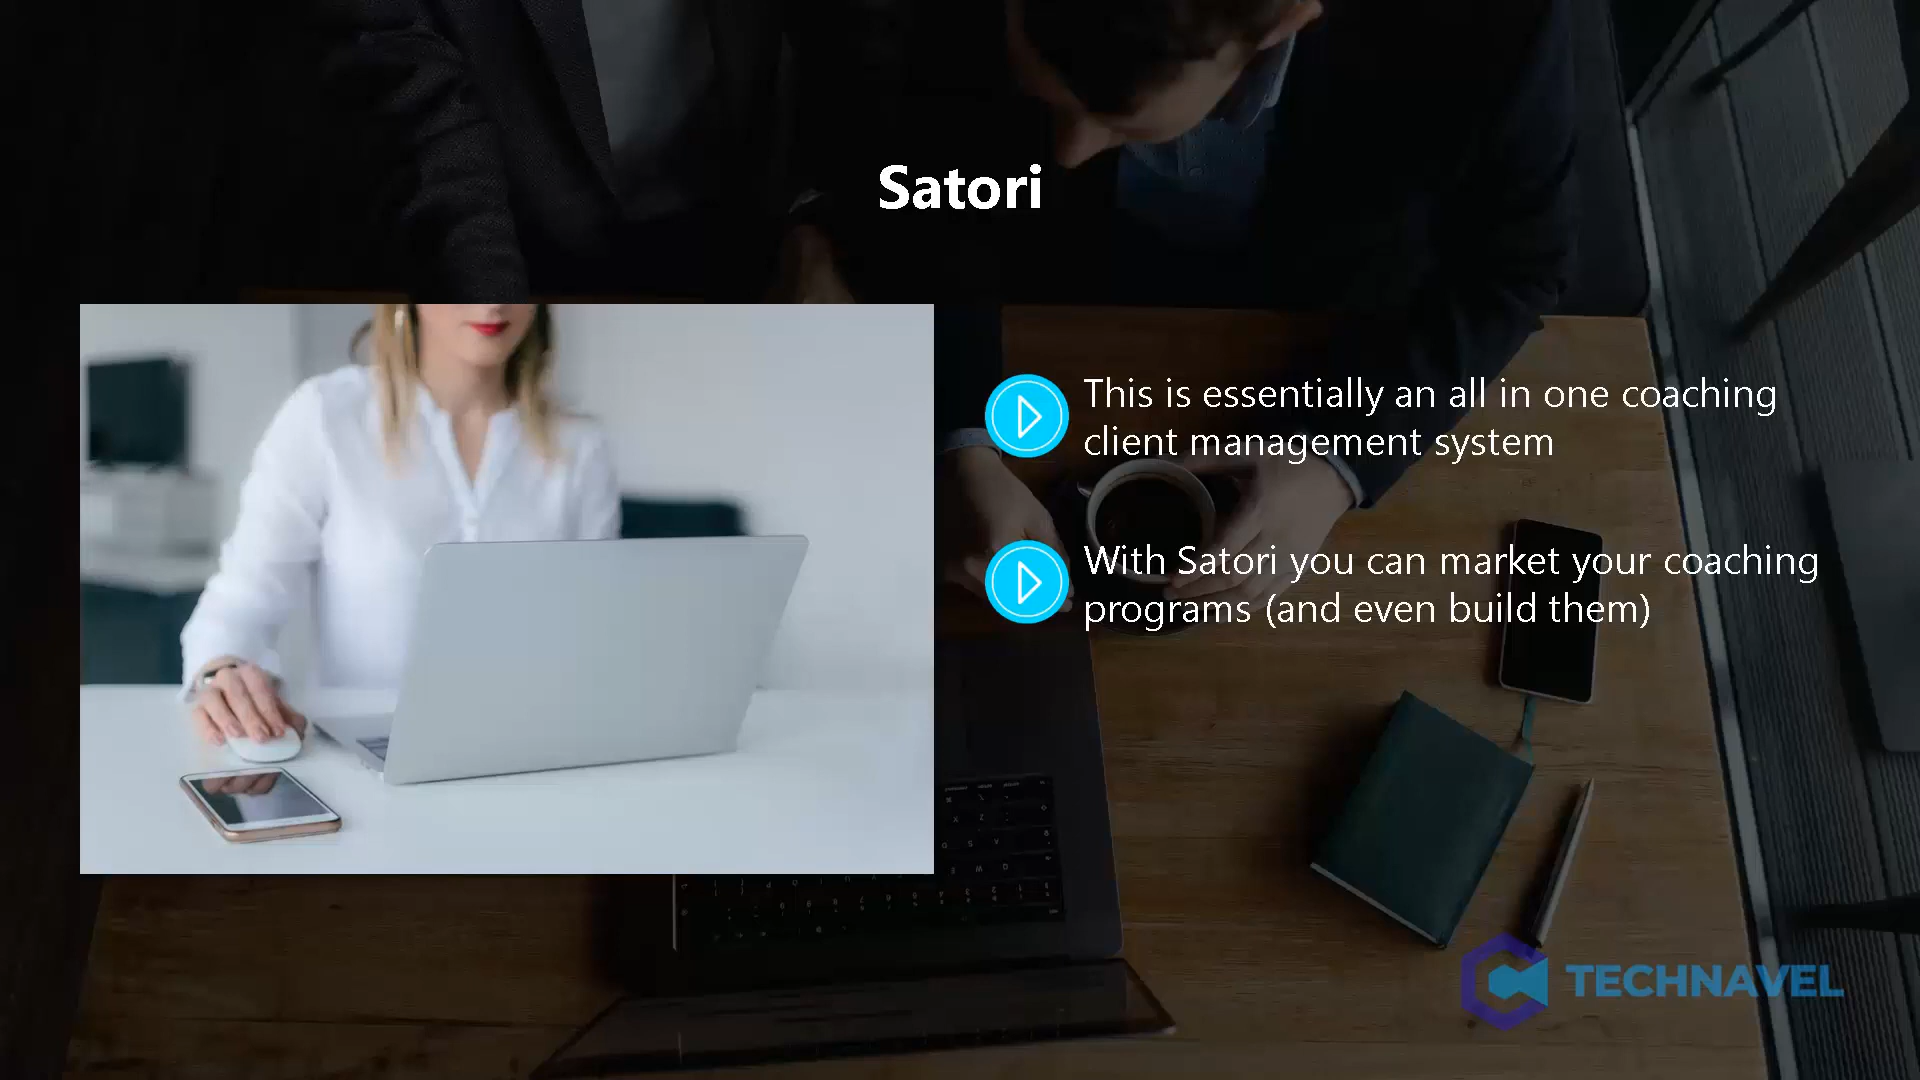 Satori
This is essentially an all in one coaching
client management system
With Satori you can market your coaching
programs (and even build them)
TECHNAVEL